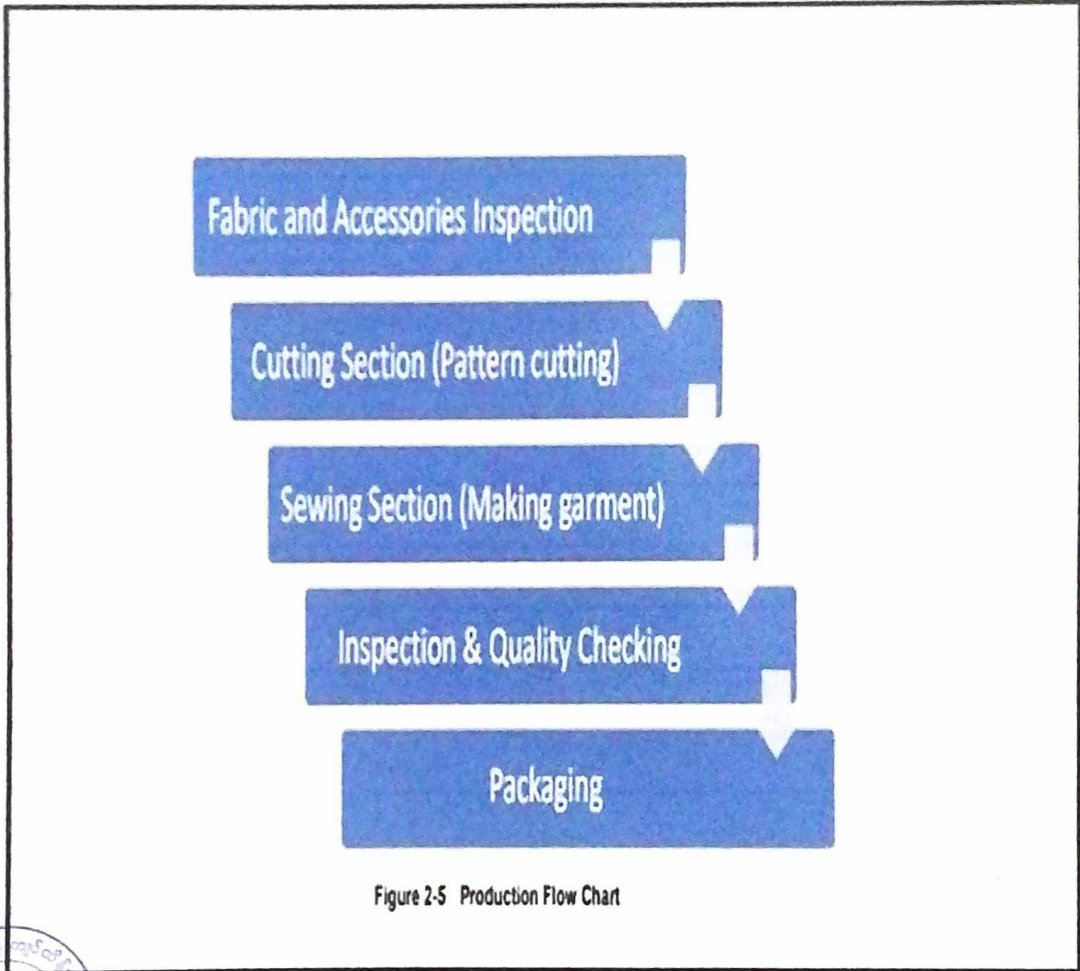 Fabric and Accessories Inspection
Cutting Section (Pattern cutting)
Sewing Section (Making garment)
Inspection & Quality Checking
Packaging
Figure 2-5 Production Flow Chart